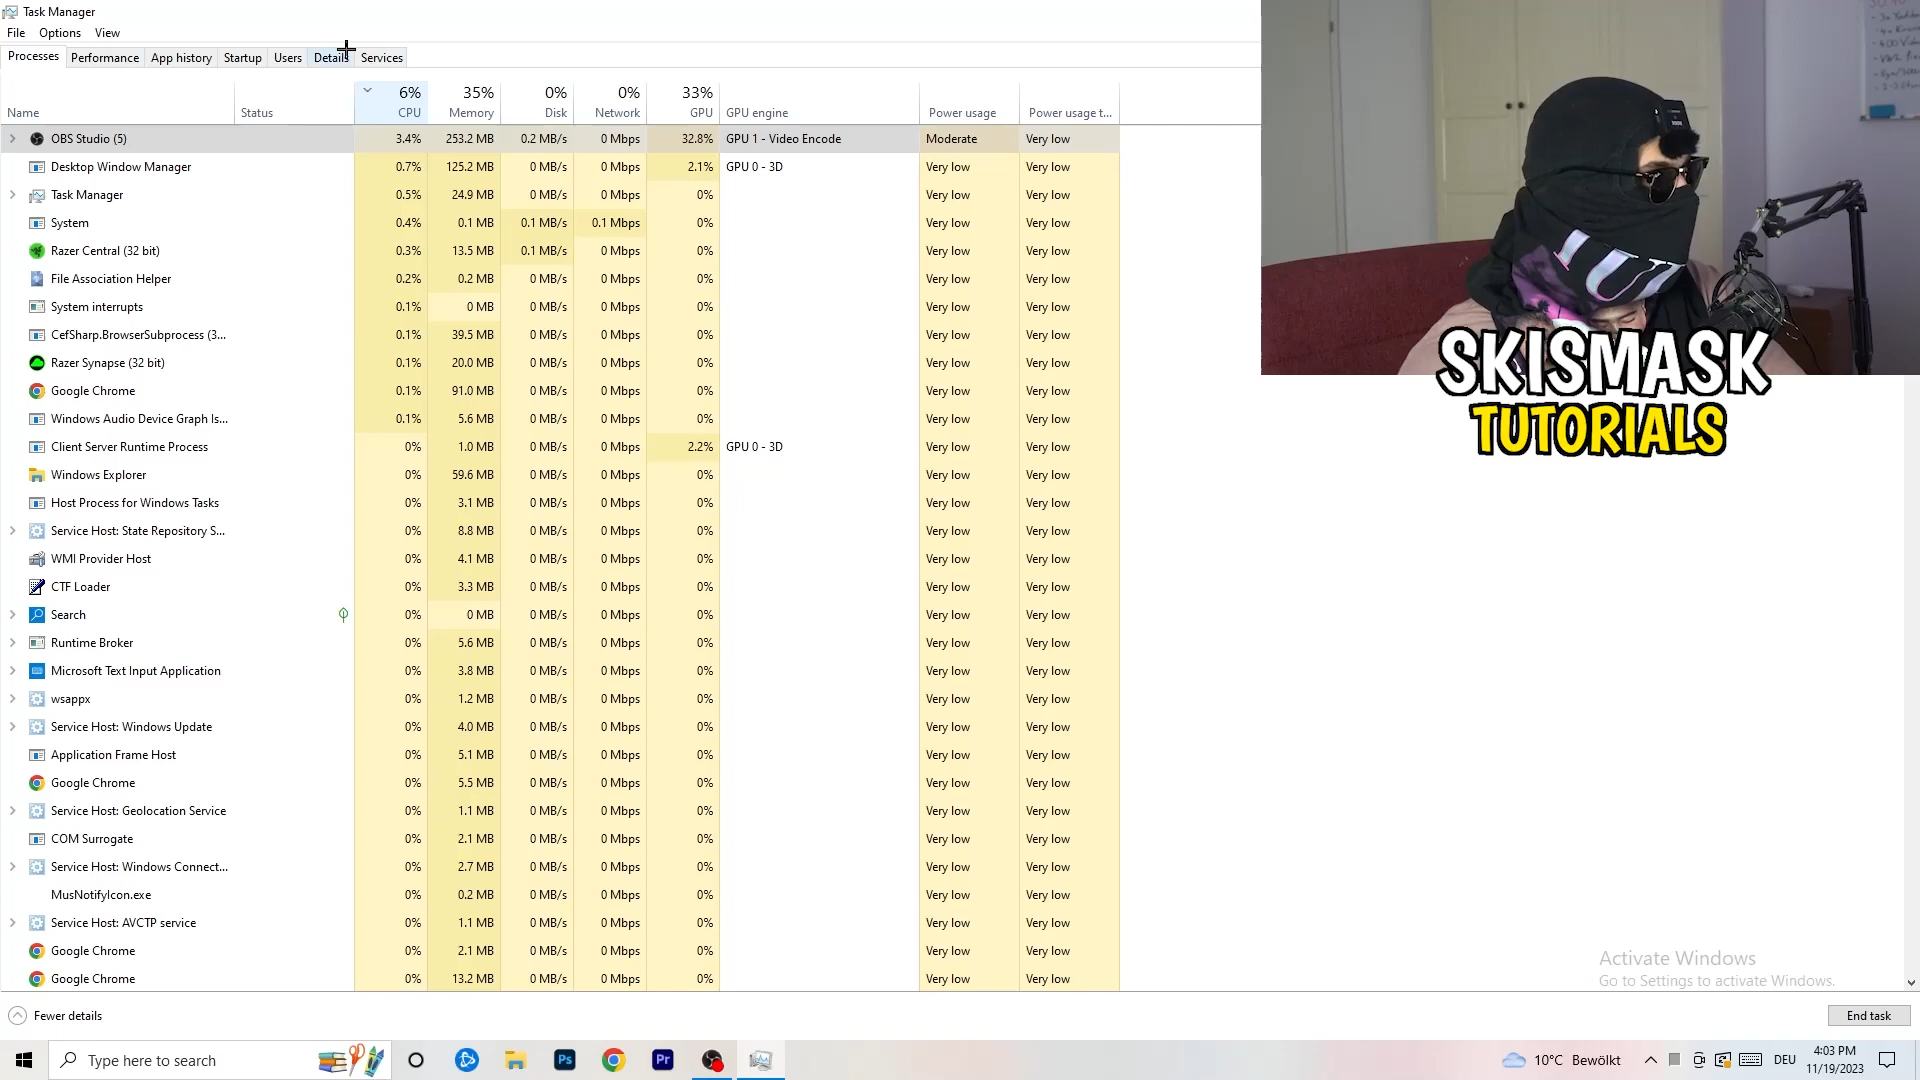 Task Manager
File Options View
Processes Performance App history Startup Users Details Services
6% 35% 0% 0% 33%
Name Status CPU Memory Disk Network GPU GPU engine Power usage Power usage t...
OBS Studio (5) 3.4% 253.2 MB 0.2 MB/s 0 Mbps 32.8% GPU 1 - Video Encode Moderate Very low
Desktop Window Manager 0.7% 125.2 MB 0 MB/s 0 Mbps 2.1% GPU 0 - 3D Very low Very low
Task Manager 0.5% 24.9 MB 0 MB/s 0 Mbps 0% Very low Very low
System 0.4% 0.1 MB 0.1 MB/s 0.1 Mbps 0% Very low Very low
Razer Central (32 bit) 0.3% 13.5 MB 0.1 MB/s 0 Mbps 0% Very low Very low
File Association Helper 0.2% 0.2 MB 0 MB/s 0 Mbps 0% Very low Very low
System interrupts 0.1% 0 MB 0 MB/s 0 Mbps 0% Very low Very low
CefSharp.BrowserSubprocess (3... 0.1% 39.5 MB 0 MB/s 0 Mbps 0% Very low Very low
Razer Synapse (32 bit) 0.1% 20.0 MB 0 MB/s 0 Mbps 0% Very low Very low
Google Chrome 0.1% 91.0 MB 0 MB/s 0 Mbps 0% Very low Very low
Windows Audio Device Graph Is... 0.1% 5.6 MB 0 MB/s 0 Mbps 0% Very low Very low
Client Server Runtime Process 0% 1.0 MB 0 MB/s 0 Mbps 2.2% GPU 0 - 3D Very low Very low
Windows Explorer 0% 59.6 MB 0 MB/s 0 Mbps 0% Very low Very low
Host Process for Windows Tasks 0% 3.1 MB 0 MB/s 0 Mbps 0% Very low Very low
Service Host: State Repository S... 0% 8.8 MB 0 MB/s 0 Mbps 0% Very low Very low
WMI Provider Host 0% 4.1 MB 0 MB/s 0 Mbps 0% Very low Very low
CTF Loader 0% 3.3 MB 0 MB/s 0 Mbps 0% Very low Very low
Search 0% 0 MB 0 MB/s 0 Mbps 0% Very low Very low
Runtime Broker 0% 5.6 MB 0 MB/s 0 Mbps 0% Very low Very low
Microsoft Text Input Application 0% 3.8 MB 0 MB/s 0 Mbps 0% Very low Very low
wsappx 0% 1.2 MB 0 MB/s 0 Mbps 0% Very low Very low
Service Host: Windows Update 0% 4.0 MB 0 MB/s 0 Mbps 0% Very low Very low
Application Frame Host 0% 5.1 MB 0 MB/s 0 Mbps 0% Very low Very low
Google Chrome 0% 5.5 MB 0 MB/s 0 Mbps 0% Very low Very low
Service Host: Geolocation Service 0% 1.1 MB 0 MB/s 0 Mbps 0% Very low Very low
COM Surrogate 0% 2.1 MB 0 MB/s 0 Mbps 0% Very low Very low
Service Host: Windows Connect... 0% 2.7 MB 0 MB/s 0 Mbps 0% Very low Very low
MusNotifyIcon.exe 0% 0.2 MB 0 MB/s 0 Mbps 0% Very low Very low
Service Host: AVCTP service 0% 1.1 MB 0 MB/s 0 Mbps 0% Very low Very low
Google Chrome 0% 2.1 MB 0 MB/s 0 Mbps 0% Very low Very low
Google Chrome 0% 13.2 MB 0 MB/s 0 Mbps 0% Very low Very low
SKISMASK
TUTORIALS
Activate Windows
Go to Settings to activate Windows.
Fewer details End task
Type here to search Ps Pr 10°C Bewölkt DEU 4:03 PM
11/19/2023